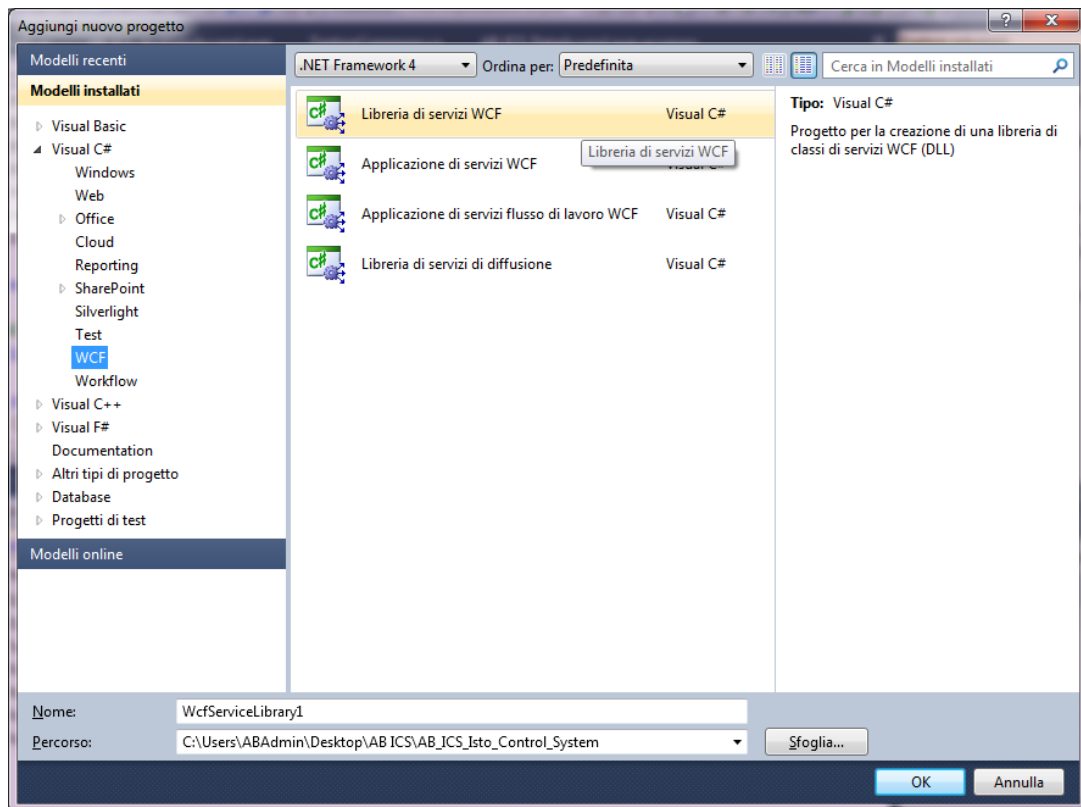 Aggiungi nuovo progetto
Modelli recenti
Modelli installati
Visual Basic
Visual C#
Windows
Web
Office
Cloud
Reporting
SharePoint
Silverlight
Test
WCF
Workflow
Visual C++
Visual F#
Documentation
Altri tipi di progetto
Database
Progetti di test
Modelli online
.NET Framework 4 Ordina per: Predefinita
Libreria di servizi WCF Visual C#
Applicazione di servizi WCF Visual C#
Libreria di servizi WCF
Applicazione di servizi flusso di lavoro WCF Visual C#
Libreria di servizi di diffusione Visual C#
Cerca in Modelli installati
Tipo: Visual C#
Progetto per la creazione di una libreria di
classi di servizi WCF (DLL)
Nome: WcfServiceLibrary1
Percorso: C:\Users\ABAdmin\Desktop\AB ICS\AB_ICS_Isto_Control_System Sfoglia...
OK Annulla